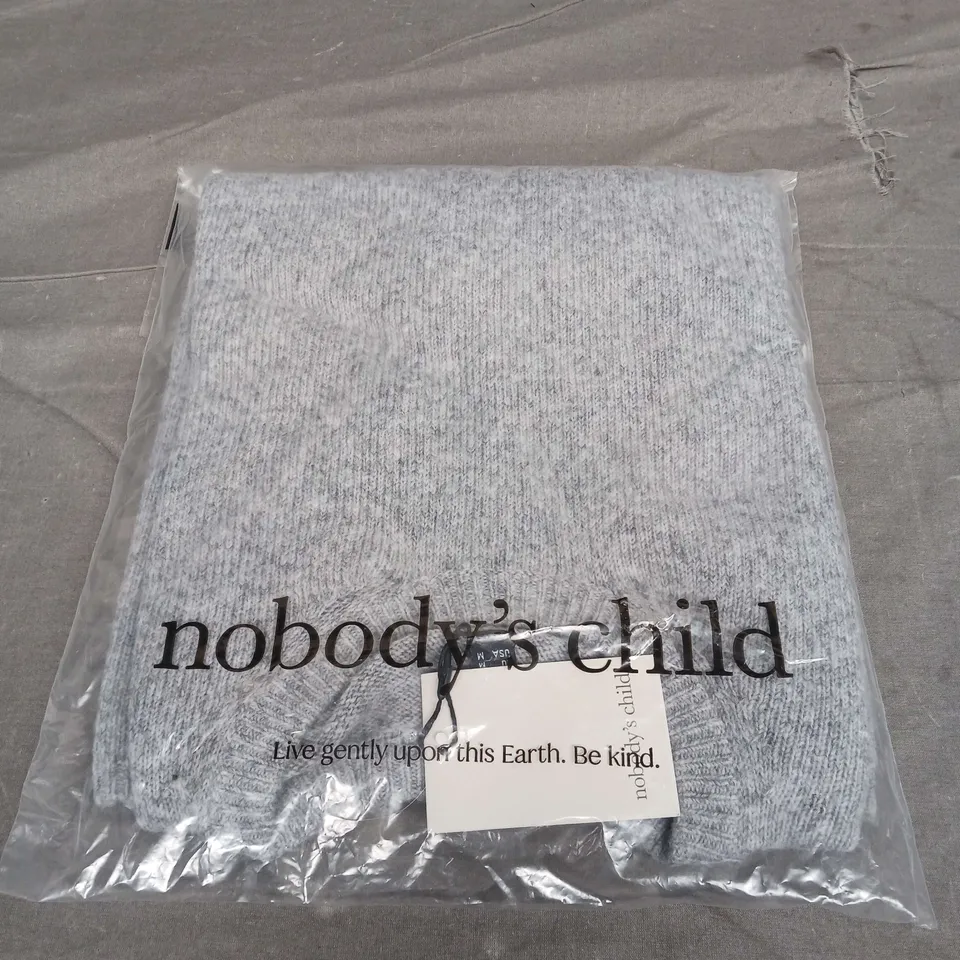 nobody's child
USA M
M
Live gently upon this Earth. Be kind.
nobody's child